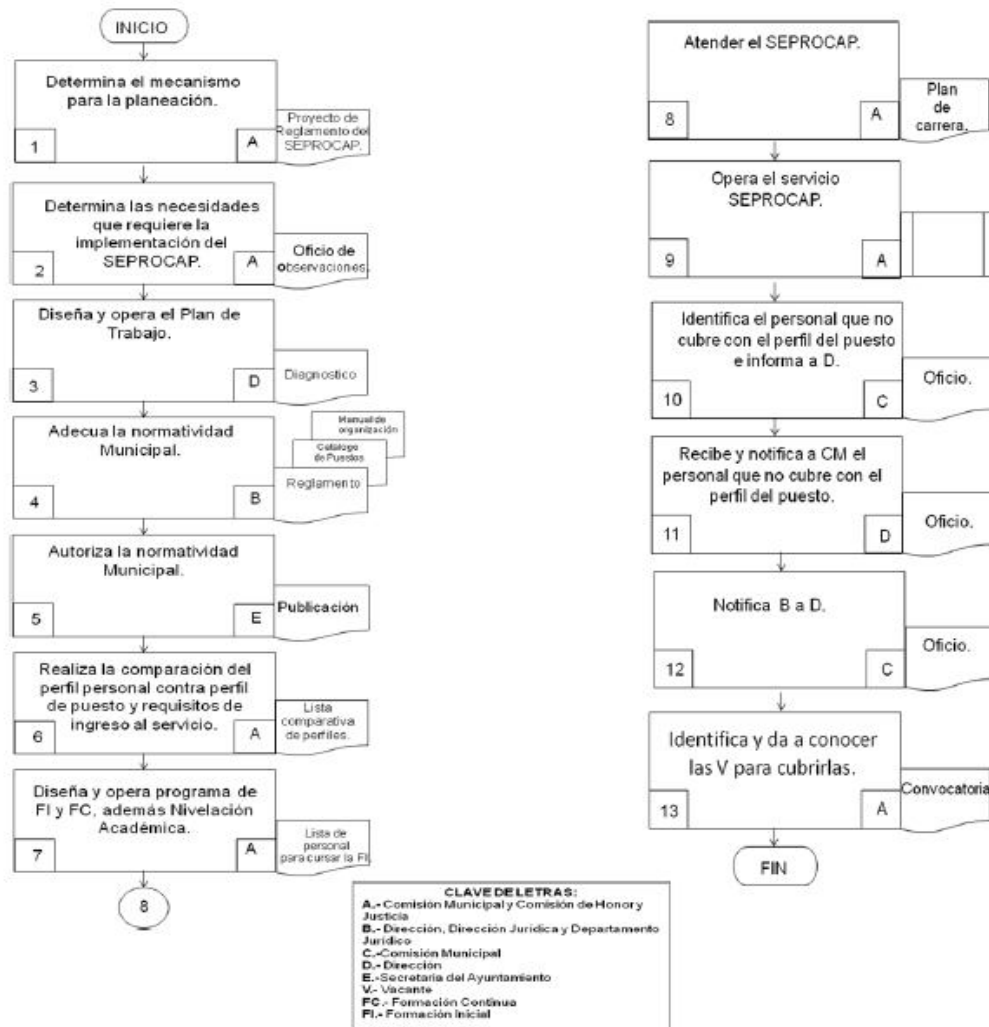 INICIO
Determina el mecanismo
para la planeación.
1
A
Proyecto de
Reglamento del
SEPROCAP.
Determina las necesidades
que requiere la
implementación del
SEPROCAP.
2
A
Oficio de
observaciones.
Diseña y opera el Plan de
Trabajo.
3
D
Diagnostico
Adecua la normatividad
Municipal.
4
B
Manual de
organización
Catálogo
de Puestos
Reglamento
Autoriza la normatividad
Municipal.
5
E
Publicación
Realiza la comparación del
perfil personal contra perfil
de puesto y requisitos de
ingreso al servicio.
6
A
Lista
comparativa
de perfiles.
Diseña y opera programa de
FI y FC, además Nivelación
Académica.
7
A
Lista de
personal
para cursar la FI.
8
Atender el SEPROCAP.
8
A
Plan
de
carrera.
Opera el servicio
SEPROCAP.
9
A
Identifica el personal que no
cubre con el perfil del puesto
e informa a D.
10
C
Oficio.
Recibe y notifica a CM el
personal que no cubre con el
perfil del puesto.
11
D
Oficio.
Notifica B a D.
12
C
Oficio.
Identifica y da a conocer
las V para cubrirlas.
13
A
Convocatoria
FIN
CLAVE DE LETRAS:
A.- Comisión Municipal y Comisión de Honor y
Justicia
B.- Dirección, Dirección Jurídica y Departamento
Jurídico
C.-Comisión Municipal
D.- Dirección
E.-Secretaria del Ayuntamiento
V.- Vacante
FC.- Formación Continua
FI.- Formación Inicial